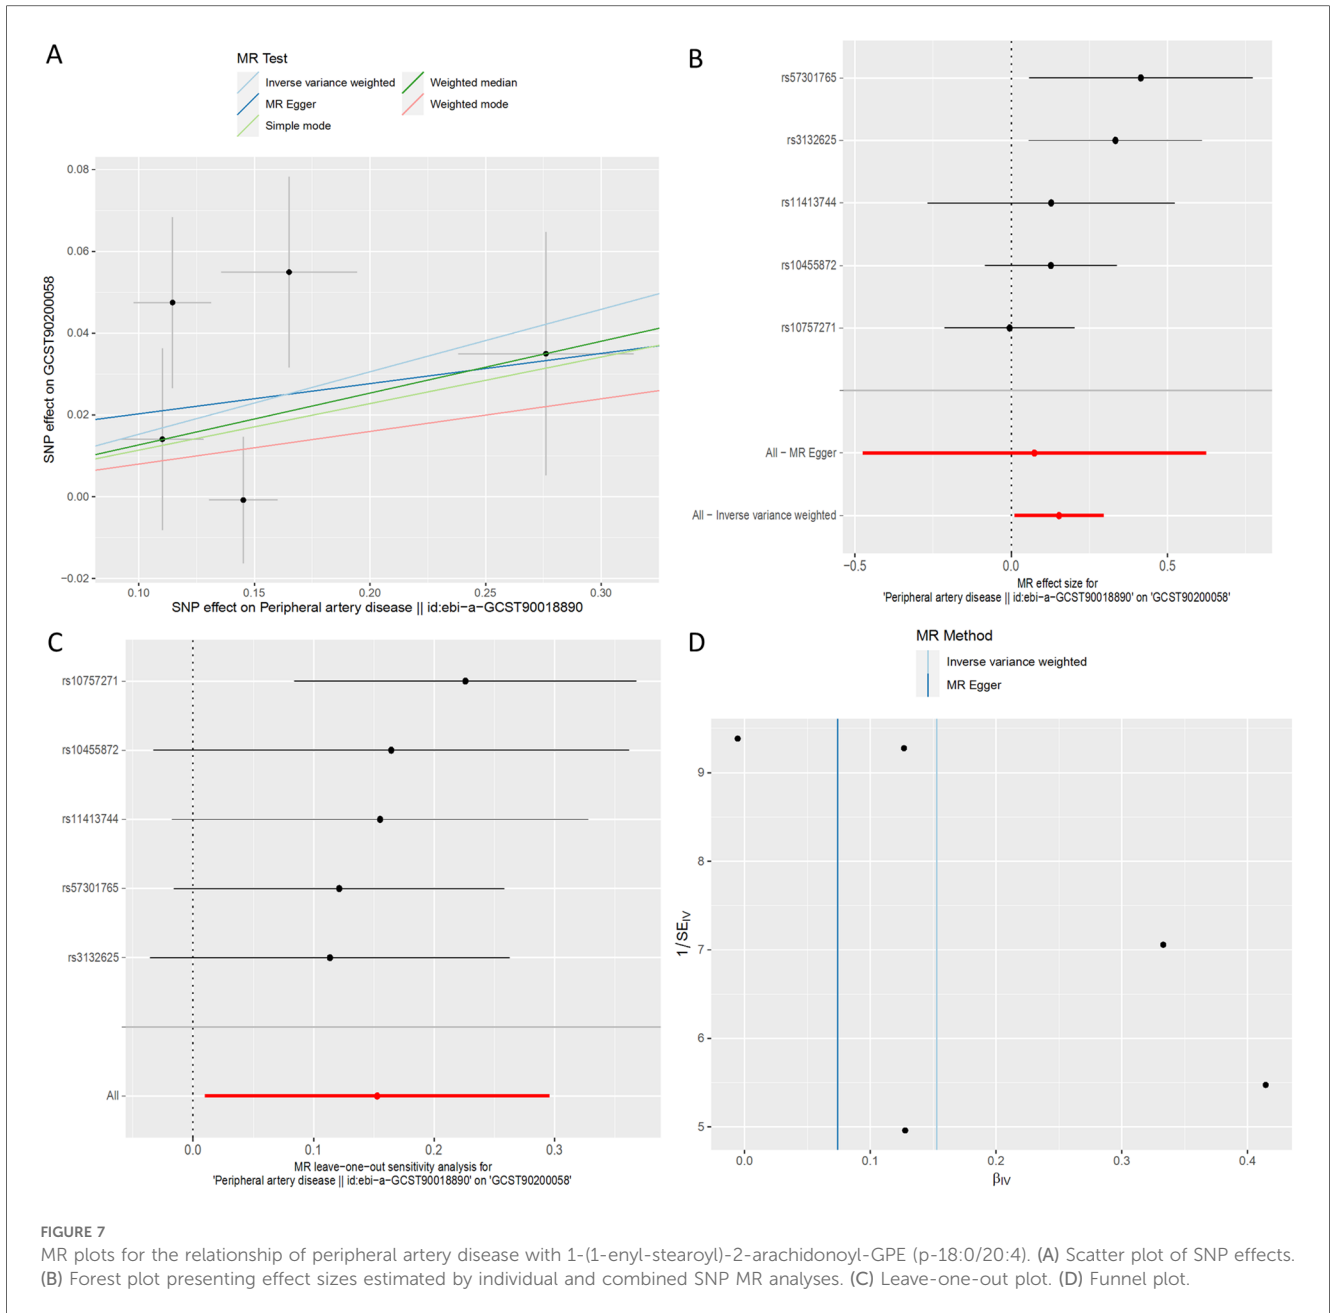 A
MR Test
Inverse variance weighted
Weighted median
MR Egger
Weighted mode
Simple mode
SNP effect on GCST90200058
0.08
0.06
0.04
0.02
0.00
−0.02
0.10
0.15
0.20
0.25
0.30
SNP effect on Peripheral artery disease || id:ebi−a−GCST90018890
B
rs57301765
rs3132625
rs11413744
rs10455872
rs10757271
All − MR Egger
All − Inverse variance weighted
−0.5
0.0
0.5
MR effect size for
'Peripheral artery disease || id:ebi−a−GCST90018890' on 'GCST90200058'
C
rs10757271
rs10455872
rs11413744
rs57301765
rs3132625
All
0.0
0.1
0.2
0.3
MR leave−one−out sensitivity analysis for
'Peripheral artery disease || id:ebi−a−GCST90018890' on 'GCST90200058'
D
MR Method
Inverse variance weighted
MR Egger
1/SEIV
9
8
7
6
5
0.0
0.1
0.2
0.3
0.4
βIV
FIGURE 7
MR plots for the relationship of peripheral artery disease with 1-(1-enyl-stearoyl)-2-arachidonoyl-GPE (p-18:0/20:4). (A) Scatter plot of SNP effects.
(B) Forest plot presenting effect sizes estimated by individual and combined SNP MR analyses. (C) Leave-one-out plot. (D) Funnel plot.